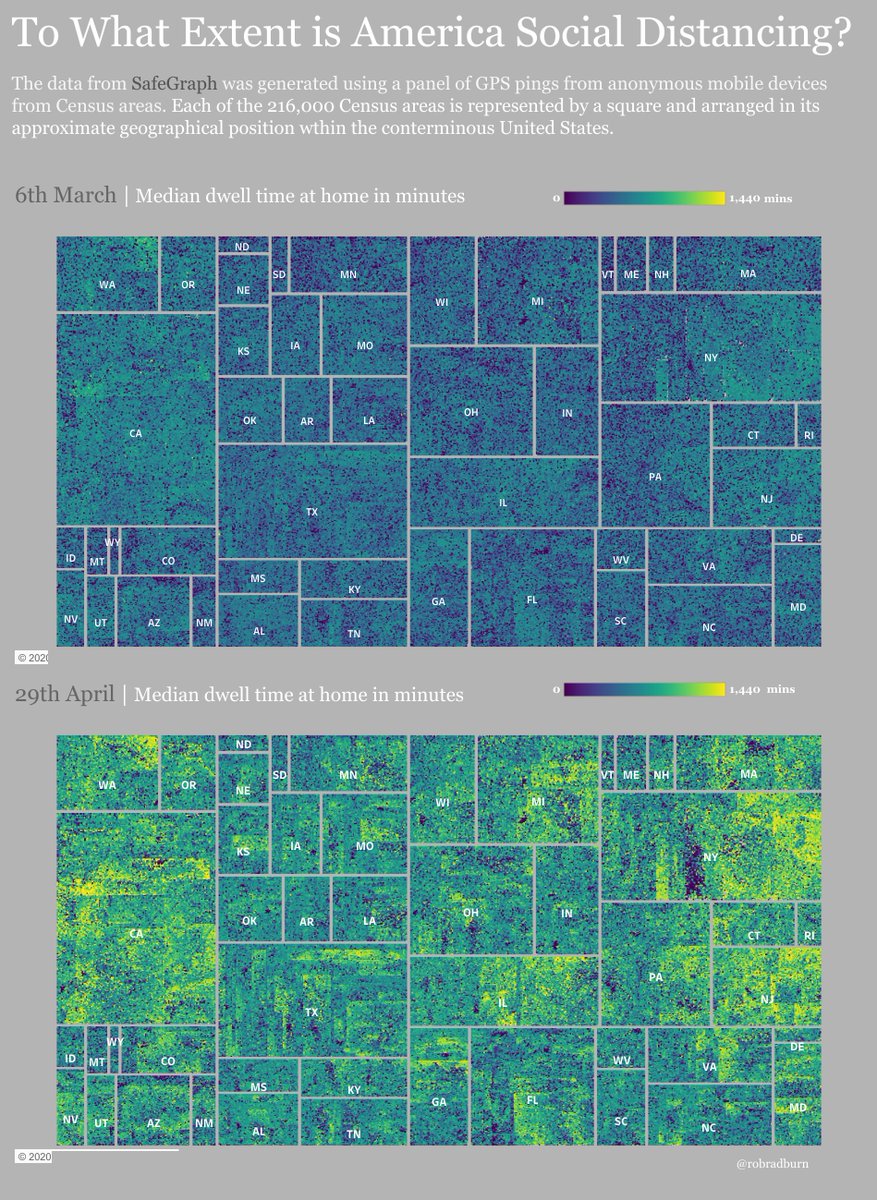 To What Extent is America Social Distancing?
The data from SafeGraph was generated using a panel of GPS pings from anonymous mobile devices
from Census areas. Each of the 216,000 Census areas is represented by a square and arranged in its
approximate geographical position wthin the conterminous United States.
6th March | Median dwell time at home in minutes
0 1,440 mins
WA OR ND NE SD MN WI MI VT ME NH MA
CA KS IA MO NY
OK AR LA OH IN CT RI
TX IL PA NJ
ID MT WY CO MS KY GA FL WV VA DE
NV UT AZ NM AL TN SC NC MD
© 2020
29th April | Median dwell time at home in minutes
0 1,440 mins
WA OR ND NE SD MN WI MI VT ME NH MA
CA KS IA MO NY
OK AR LA OH IN CT RI
TX IL PA NJ
ID MT WY CO MS KY GA FL WV VA DE
NV UT AZ NM AL TN SC NC MD
© 2020
@robradburn